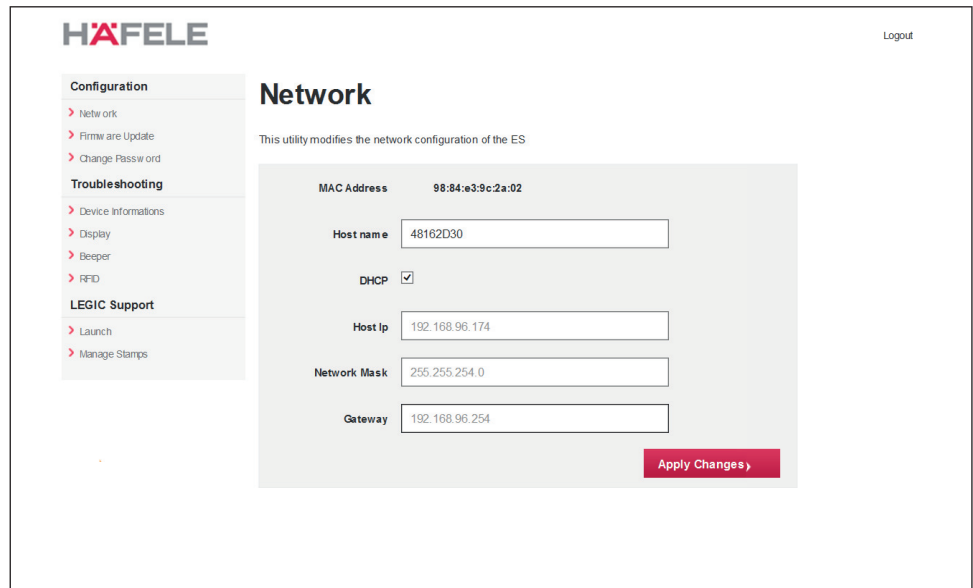 HÄFELE
Logout
Configuration
Network
Firmware Update
Change Password
Troubleshooting
Device Informations
Display
Beeper
RFID
LEGIC Support
Launch
Manage Stamps
Network
This utility modifies the network configuration of the ES
MAC Address 98:84:e3:9c:2a:02
Host name 48162D30
DHCP
Host Ip 192.168.96.174
Network Mask 255.255.254.0
Gateway 192.168.96.254
Apply Changes